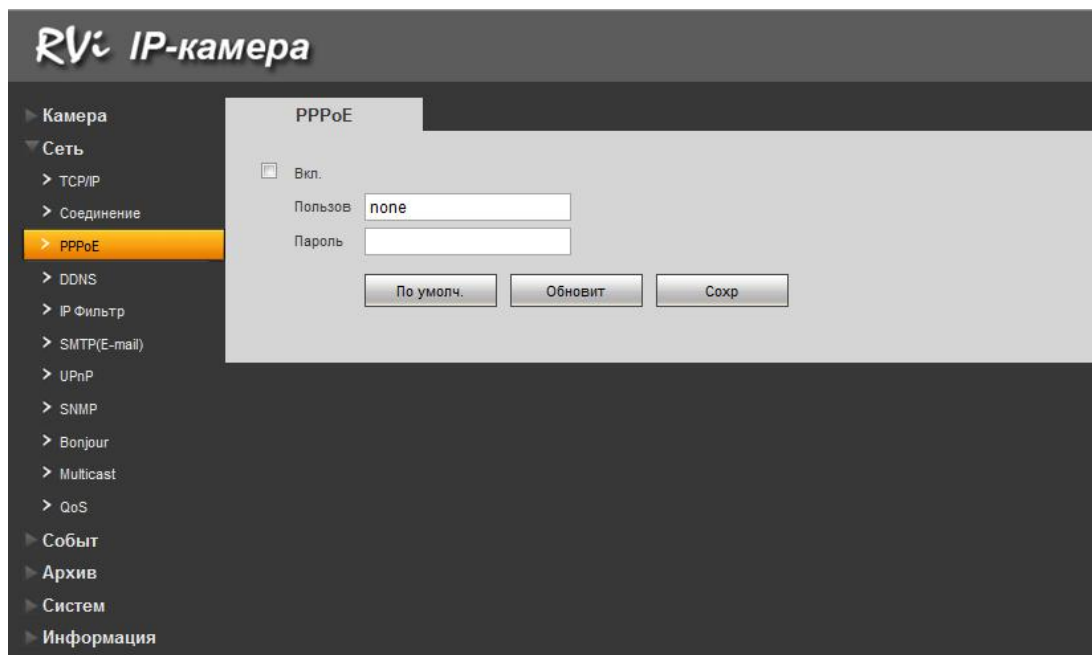 RVi IP-камера
Камера
Сеть
TCP/IP
Соединение
PPPoE
DDNS
IP Фильтр
SMTP(E-mail)
UPnP
SNMP
Bonjour
Multicast
QoS
Событ
Архив
Систем
Информация
PPPoE
Вкл.
Пользов none
Пароль
По умолч. Обновит Сохр